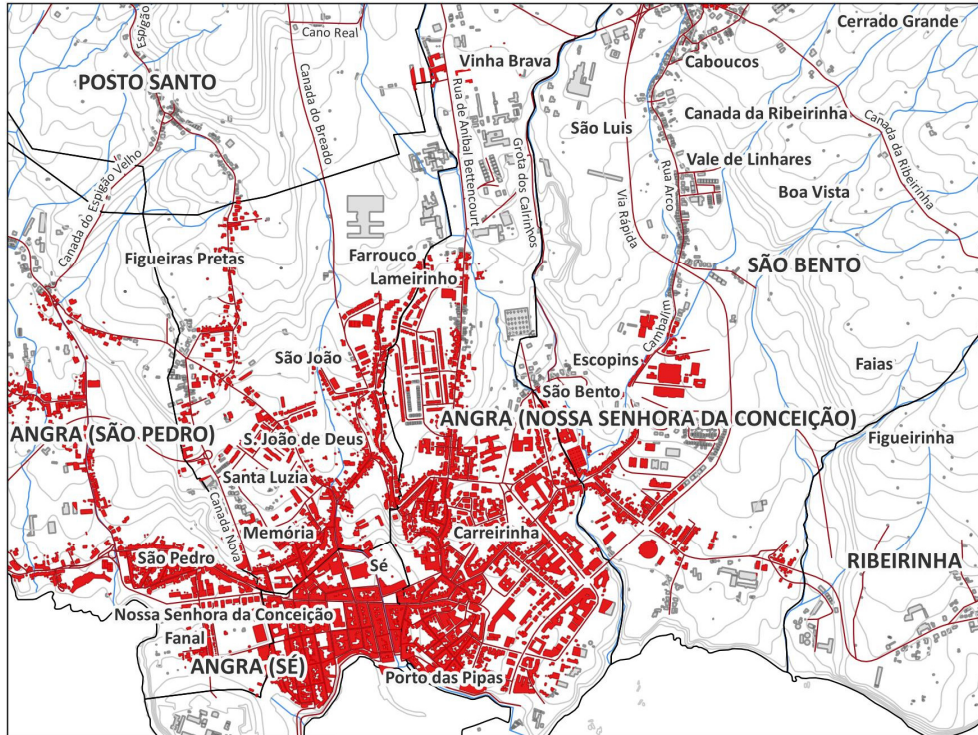 Espigão
Cano Real
Cerrado Grande
Vinha Brava
Caboucos
POSTO SANTO
Canada do Breado
Rua de Aníbal Bettencourt
Grota dos Calrinhos
São Luis
Canada da Ribeirinha
Canada da Ribeirinha
Canada do Espigão Velho
Vale de Linhares
Rua Arco
Boa Vista
Via Rápida
Figueiras Pretas
Farrouco
Lameirinho
SÃO BENTO
Cambalim
São João
Escopins
Faias
São Bento
ANGRA (SÃO PEDRO)
ANGRA (NOSSA SENHORA DA CONCEIÇÃO)
S. João de Deus
Figueirinha
Santa Luzia
Canada Nova
Memória
Carreirinha
São Pedro
Sé
RIBEIRINHA
Nossa Senhora da Conceição
Fanal
ANGRA (SÉ)
Porto das Pipas